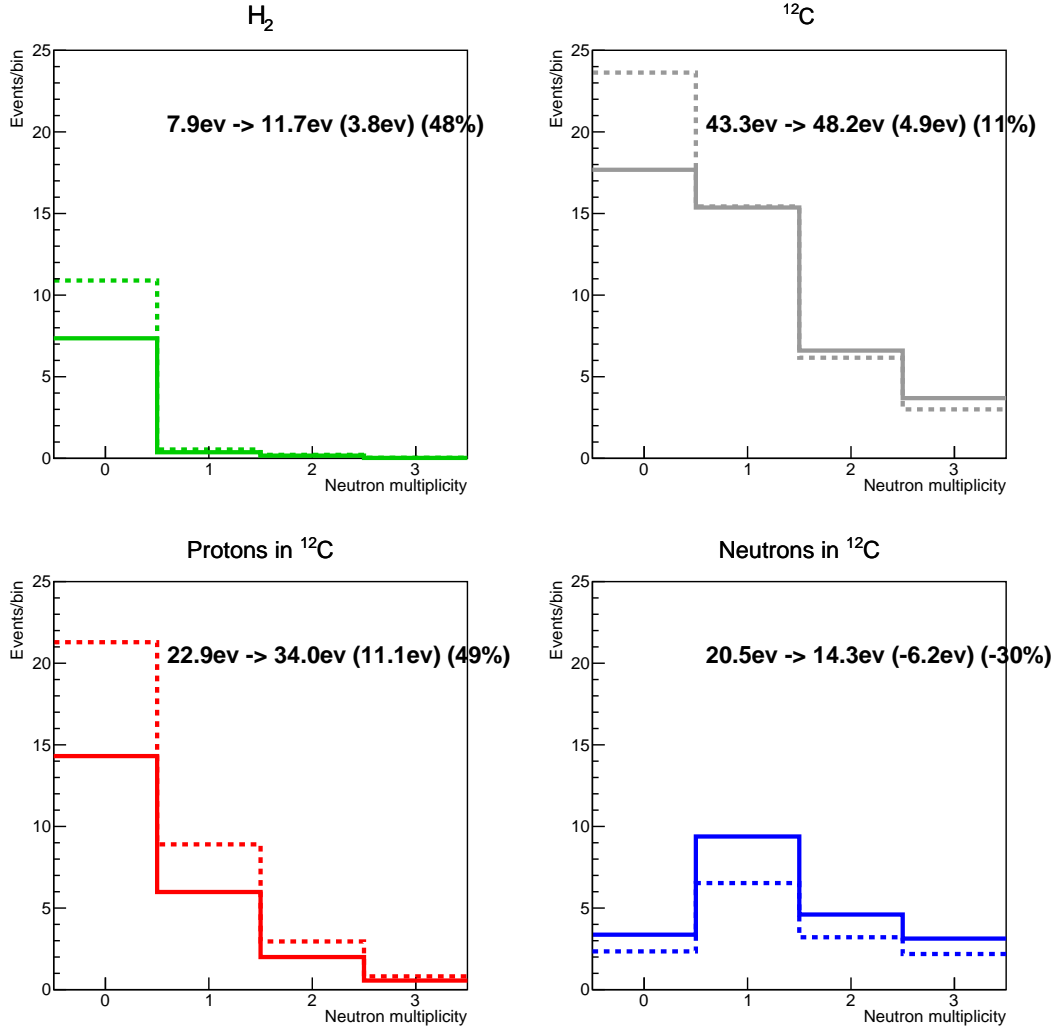 H₂
Events/bin
25
20
15
10
5
0
7.9ev -> 11.7ev (3.8ev) (48%)
0 1 2 3
Neutron multiplicity
¹²C
Events/bin
25
20
15
10
5
0
43.3ev -> 48.2ev (4.9ev) (11%)
0 1 2 3
Neutron multiplicity
Protons in ¹²C
Events/bin
25
20
15
10
5
0
22.9ev -> 34.0ev (11.1ev) (49%)
0 1 2 3
Neutron multiplicity
Neutrons in ¹²C
Events/bin
25
20
15
10
5
0
20.5ev -> 14.3ev (-6.2ev) (-30%)
0 1 2 3
Neutron multiplicity